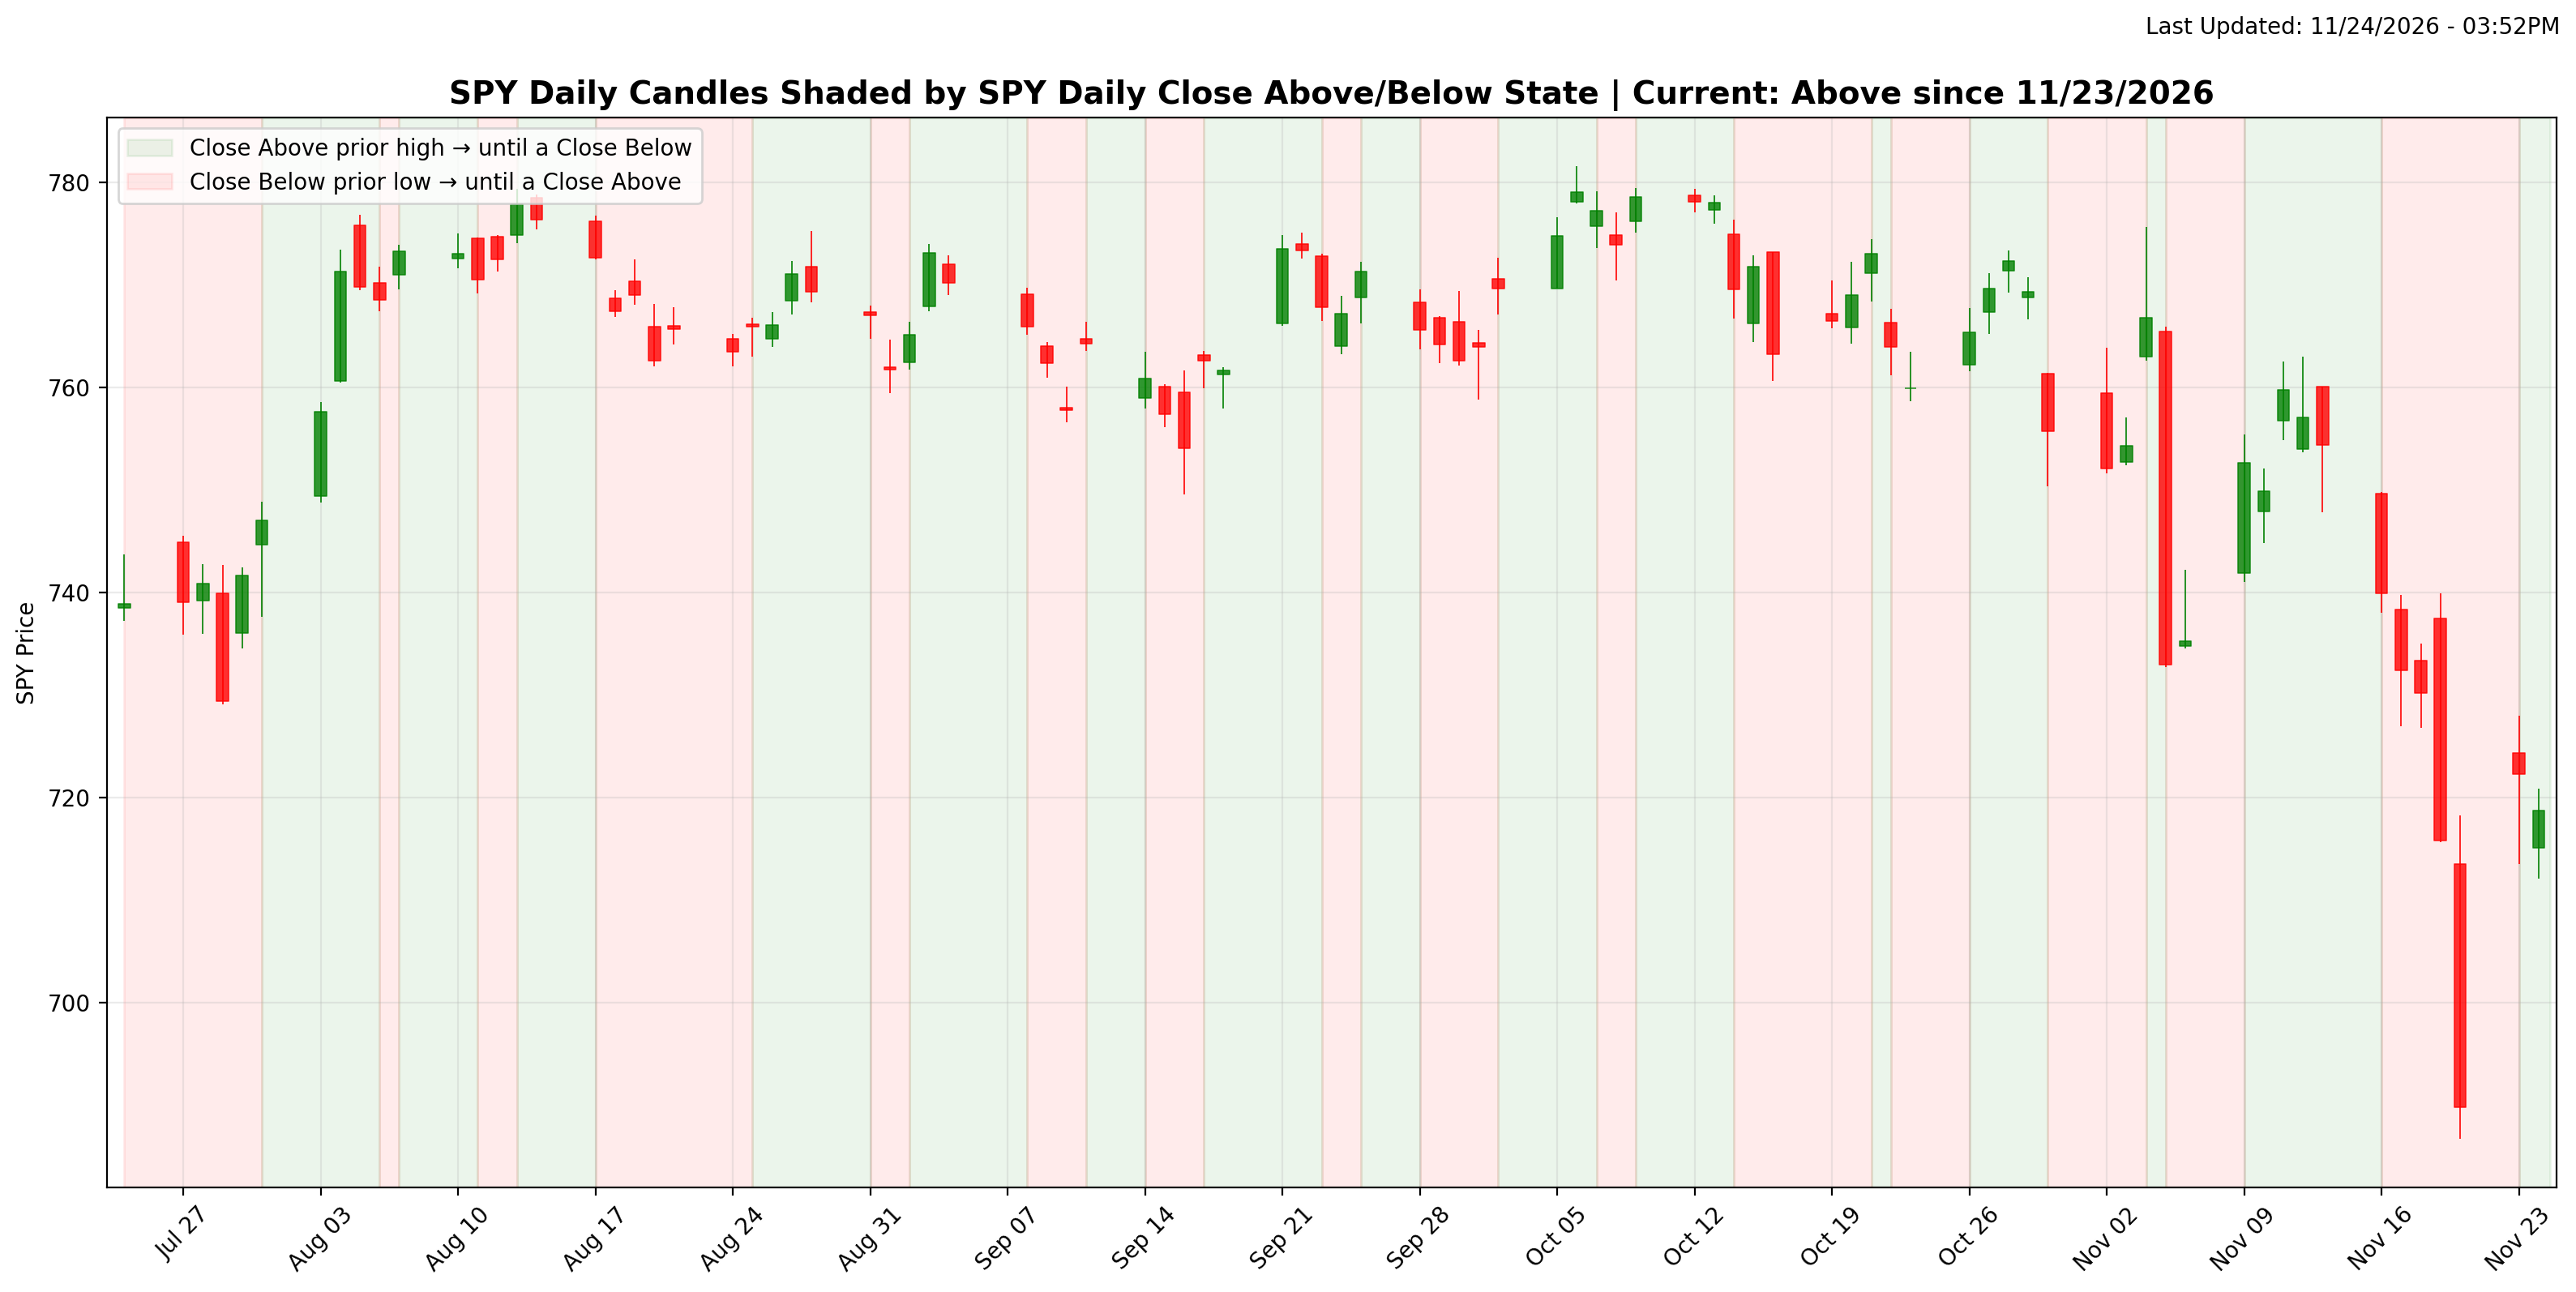 Last Updated: 11/24/2026 - 03:52PM
SPY Daily Candles Shaded by SPY Daily Close Above/Below State | Current: Above since 11/23/2026
Close Above prior high → until a Close Below
Close Below prior low → until a Close Above
SPY Price
780
760
740
720
700
Jul 27
Aug 03
Aug 10
Aug 17
Aug 24
Aug 31
Sep 07
Sep 14
Sep 21
Sep 28
Oct 05
Oct 12
Oct 19
Oct 26
Nov 02
Nov 09
Nov 16
Nov 23